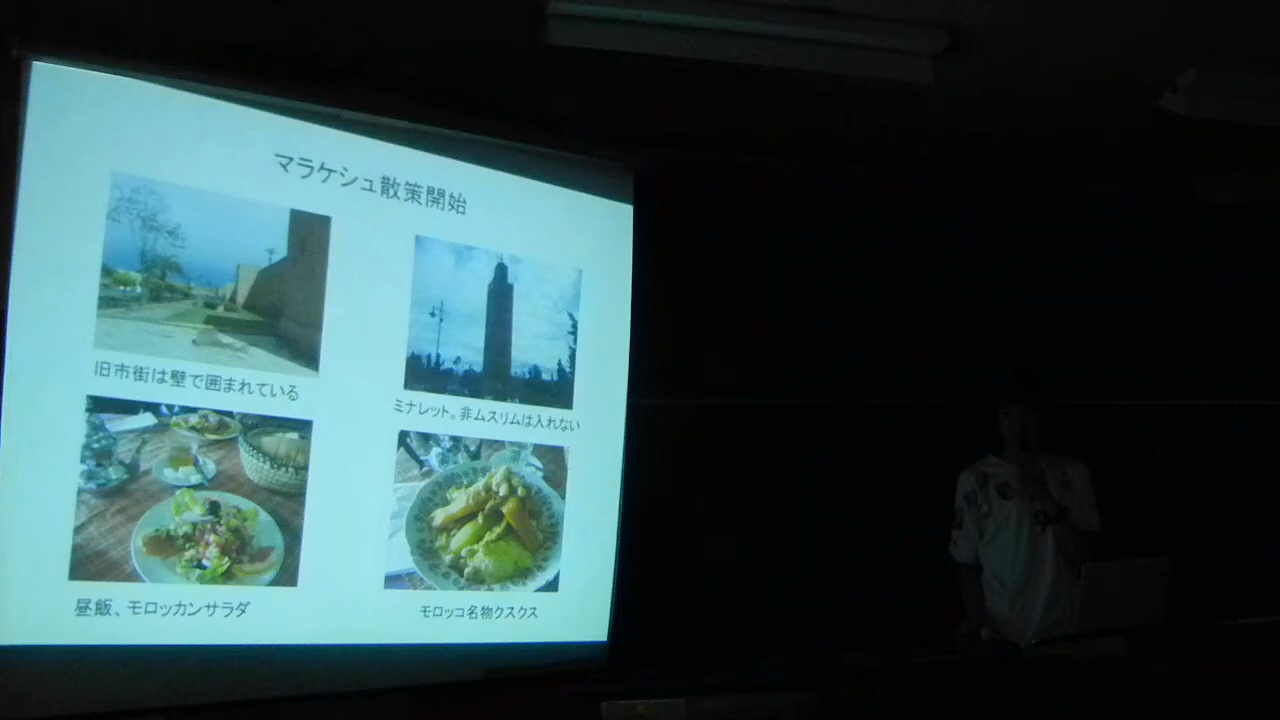 マラケシュ散策開始
旧市街は壁で囲まれている
ミナレット。非ムスリムは入れない
昼飯、モロッカンサラダ
モロッコ名物クスクス